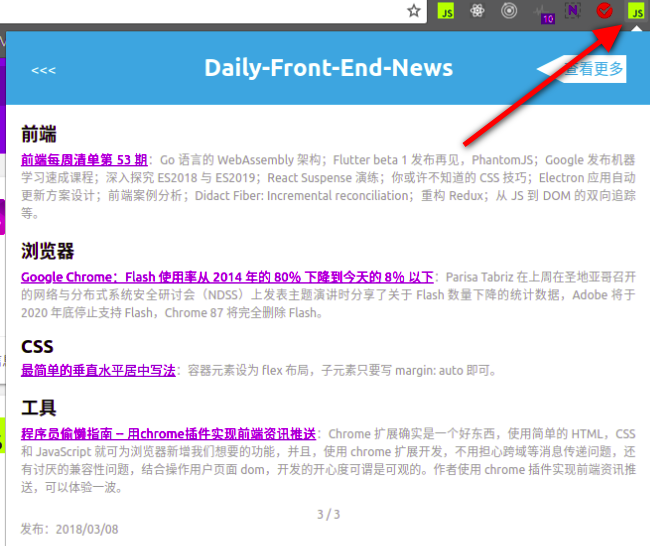 JS
10
N
JS
<<<
Daily-Front-End-News
查看更多
前端
前端每周清单第 53 期：Go 语言的 WebAssembly 架构；Flutter beta 1 发布再见，PhantomJS；Google 发布机器
学习速成课程；深入探究 ES2018 与 ES2019；React Suspense 演练；你或许不知道的 CSS 技巧；Electron 应用自动
更新方案设计；前端案例分析；Didact Fiber: Incremental reconciliation；重构 Redux；从 JS 到 DOM 的双向追踪
等。
浏览器
Google Chrome：Flash 使用率从 2014 年的 80% 下降到今天的 8% 以下：Parisa Tabriz 在上周在圣地亚哥召开
的网络与分布式系统安全研讨会（NDSS）上发表主题演讲时分享了关于 Flash 数量下降的统计数据，Adobe 将于
2020 年底停止支持 Flash，Chrome 87 将完全删除 Flash。
CSS
最简单的垂直水平居中写法：容器元素设为 flex 布局，子元素只要写 margin: auto 即可。
工具
程序员偷懒指南 – 用chrome插件实现前端资讯推送：Chrome 扩展确实是一个好东西，使用简单的 HTML，CSS
和 JavaScript 就可为浏览器新增我们想要的功能，并且，使用 chrome 扩展开发，不用担心跨域等消息传递问题，还
有讨厌的兼容性问题，结合操作用户页面 dom，开发的开心度可谓是可观的。作者使用 chrome 插件实现前端资讯推
送，可以体验一波。
3 / 3
发布：2018/03/08